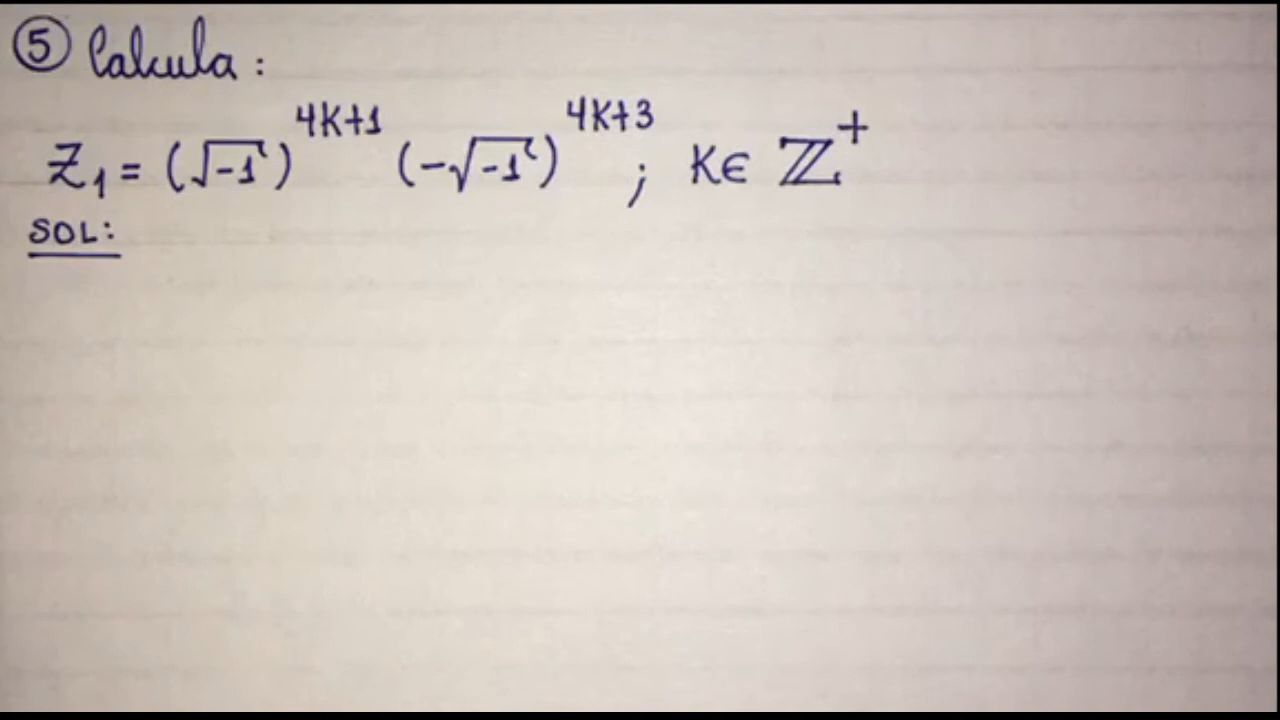 ⑤ Calcula :
Z₁ = (√-1)^{4K+1} (-√-1)^{4K+3} ; K∈ ℤ⁺
SOL: